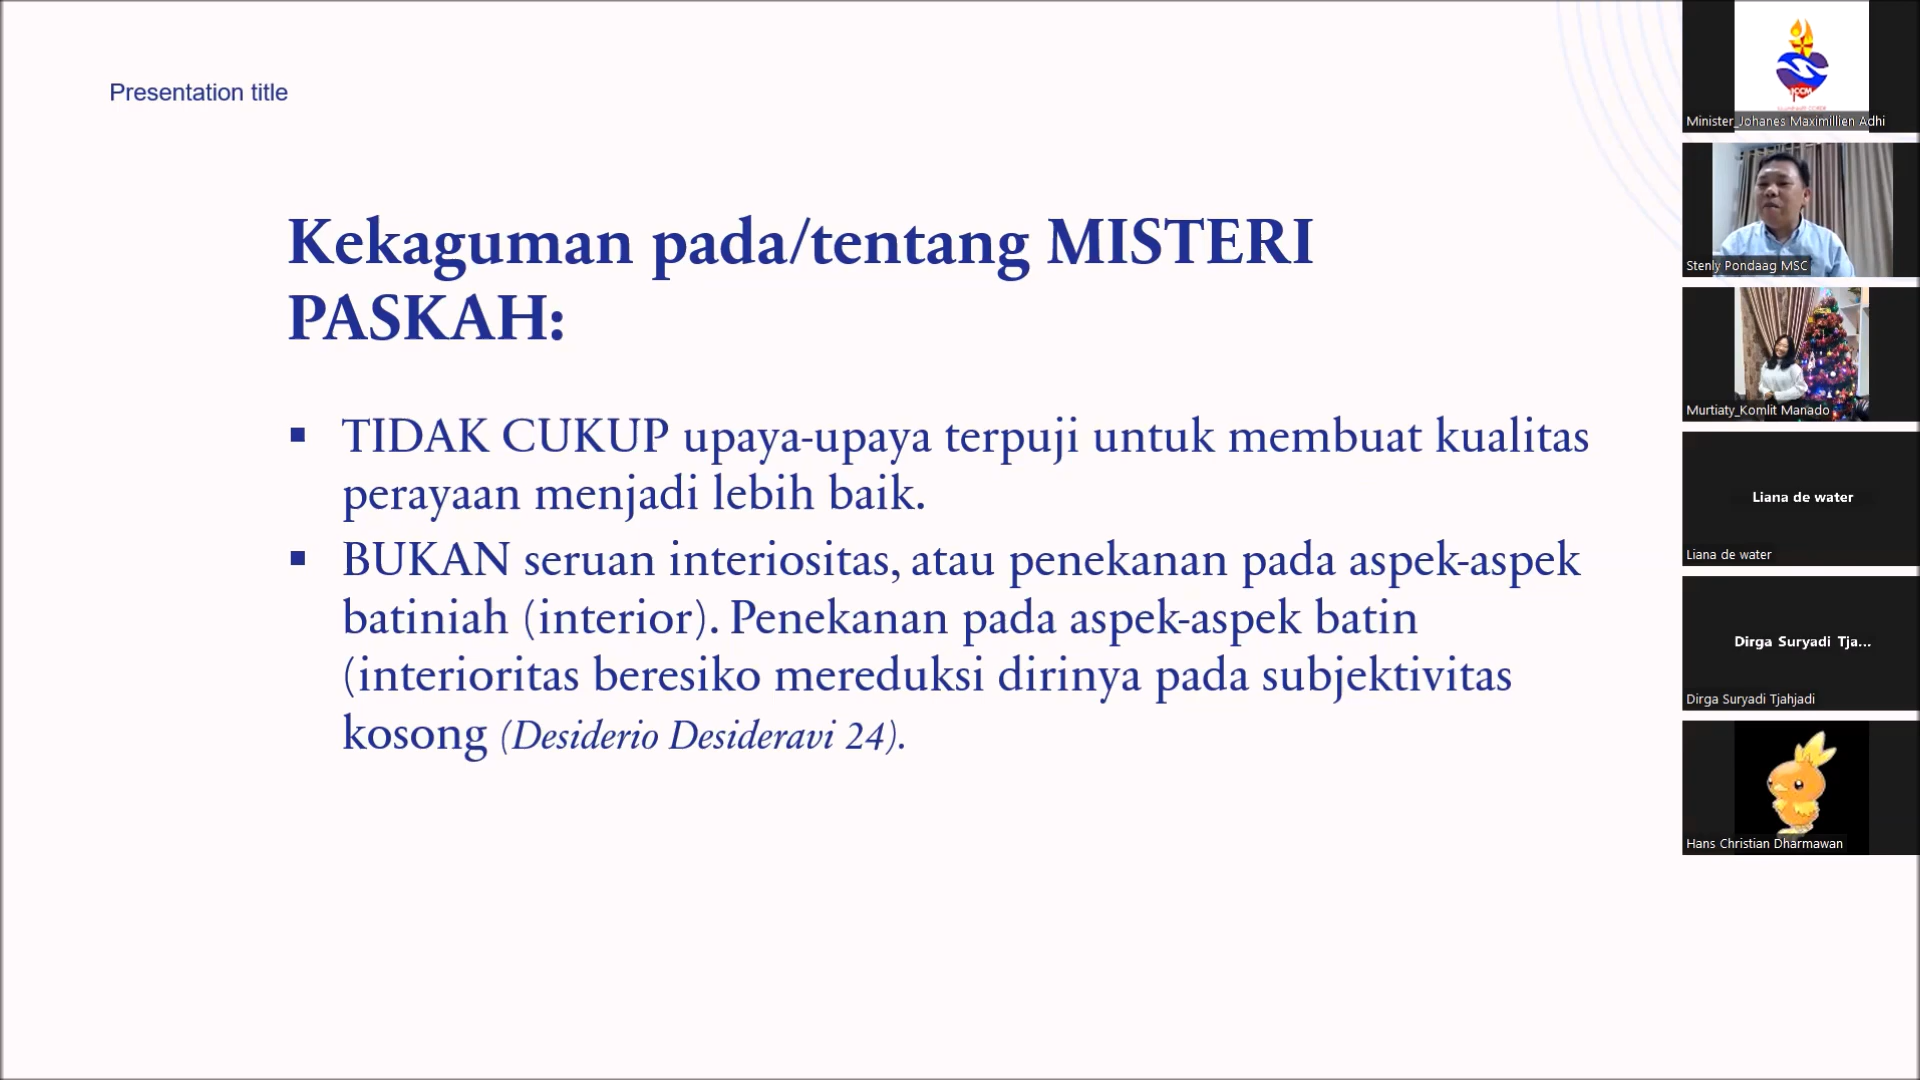 Presentation title
Kekaguman pada/tentang MISTERI
PASKAH:
▪ TIDAK CUKUP upaya-upaya terpuji untuk membuat kualitas
perayaan menjadi lebih baik.
▪ BUKAN seruan interiositas, atau penekanan pada aspek-aspek
batiniah (interior). Penekanan pada aspek-aspek batin
(interioritas beresiko mereduksi dirinya pada subjektivitas
kosong (Desiderio Desideravi 24).
Minister_Johanes Maximillien Adhi
Stenly Pondaag MSC
Murtiaty_Komlit Manado
Liana de water
Liana de water
Dirga Suryadi Tja...
Dirga Suryadi Tjahjadi
Hans Christian Dharmawan